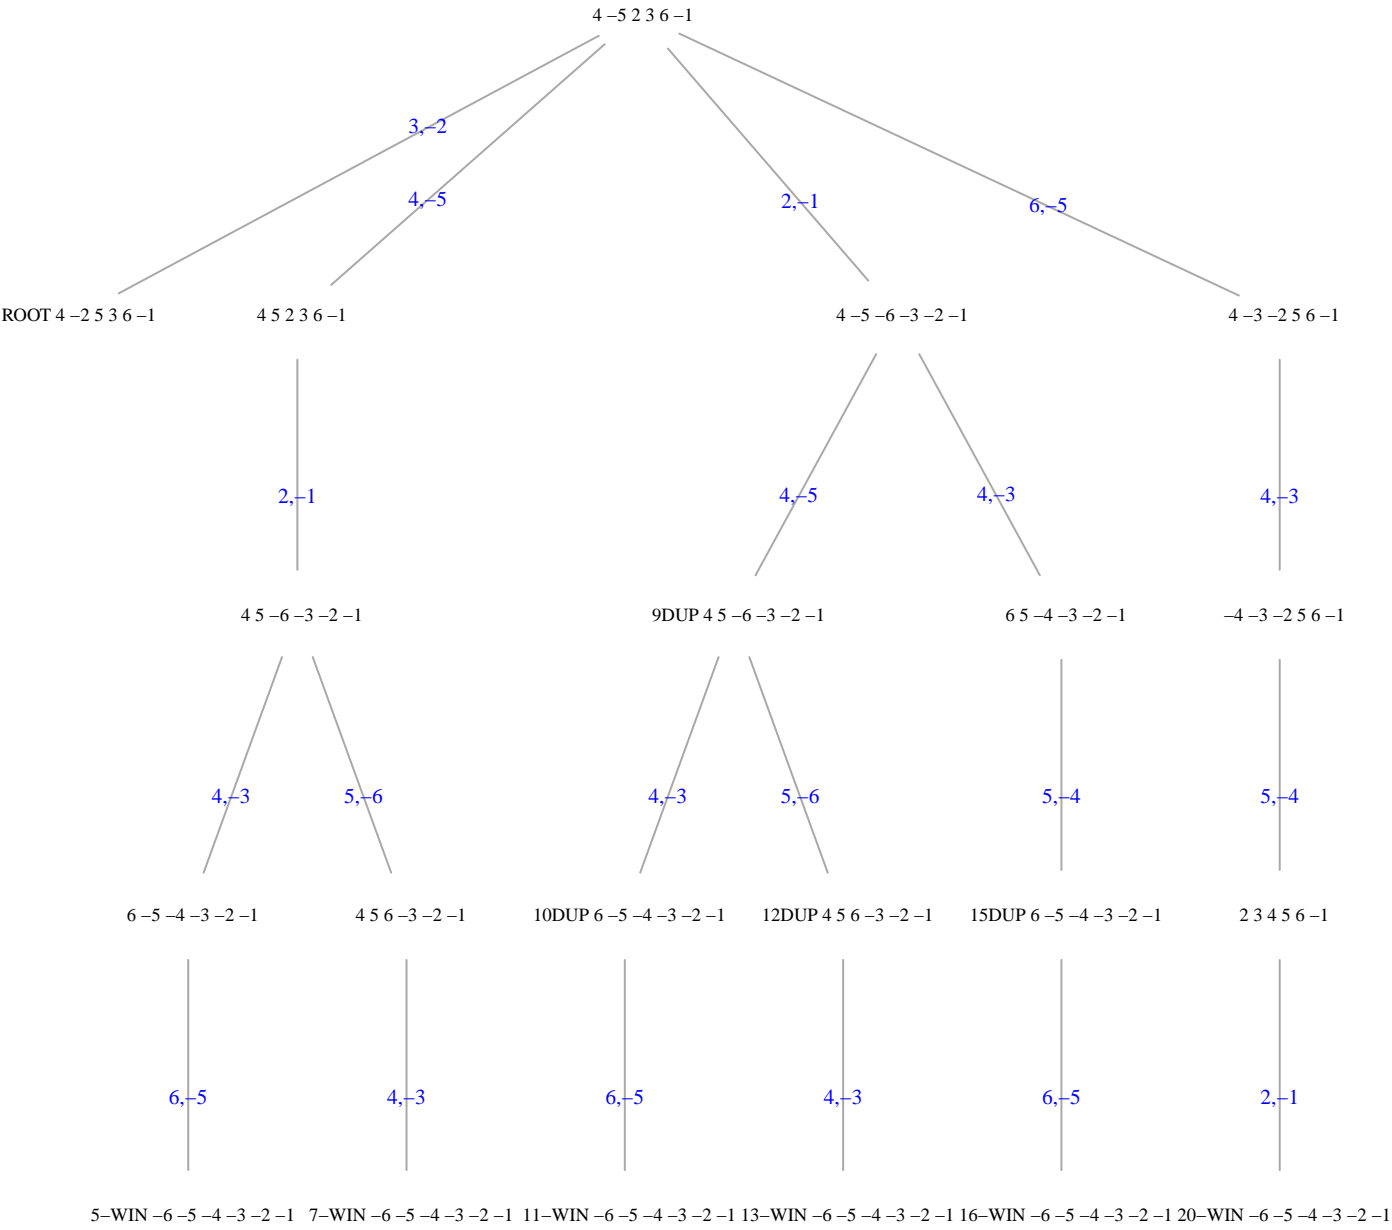 4 –5 2 3 6 –1
3,–2
4,–5
2,–1
6,–5
ROOT 4 –2 5 3 6 –1
4 5 2 3 6 –1
4 –5 –6 –3 –2 –1
4 –3 –2 5 6 –1
2,–1
4,–5
4,–3
4,–3
4 5 –6 –3 –2 –1
9DUP 4 5 –6 –3 –2 –1
6 5 –4 –3 –2 –1
–4 –3 –2 5 6 –1
4,–3
5,–6
4,–3
5,–6
5,–4
5,–4
6 –5 –4 –3 –2 –1
4 5 6 –3 –2 –1
10DUP 6 –5 –4 –3 –2 –1
12DUP 4 5 6 –3 –2 –1
15DUP 6 –5 –4 –3 –2 –1
2 3 4 5 6 –1
6,–5
4,–3
6,–5
4,–3
6,–5
2,–1
5–WIN –6 –5 –4 –3 –2 –1
7–WIN –6 –5 –4 –3 –2 –1
11–WIN –6 –5 –4 –3 –2 –1
13–WIN –6 –5 –4 –3 –2 –1
16–WIN –6 –5 –4 –3 –2 –1
20–WIN –6 –5 –4 –3 –2 –1